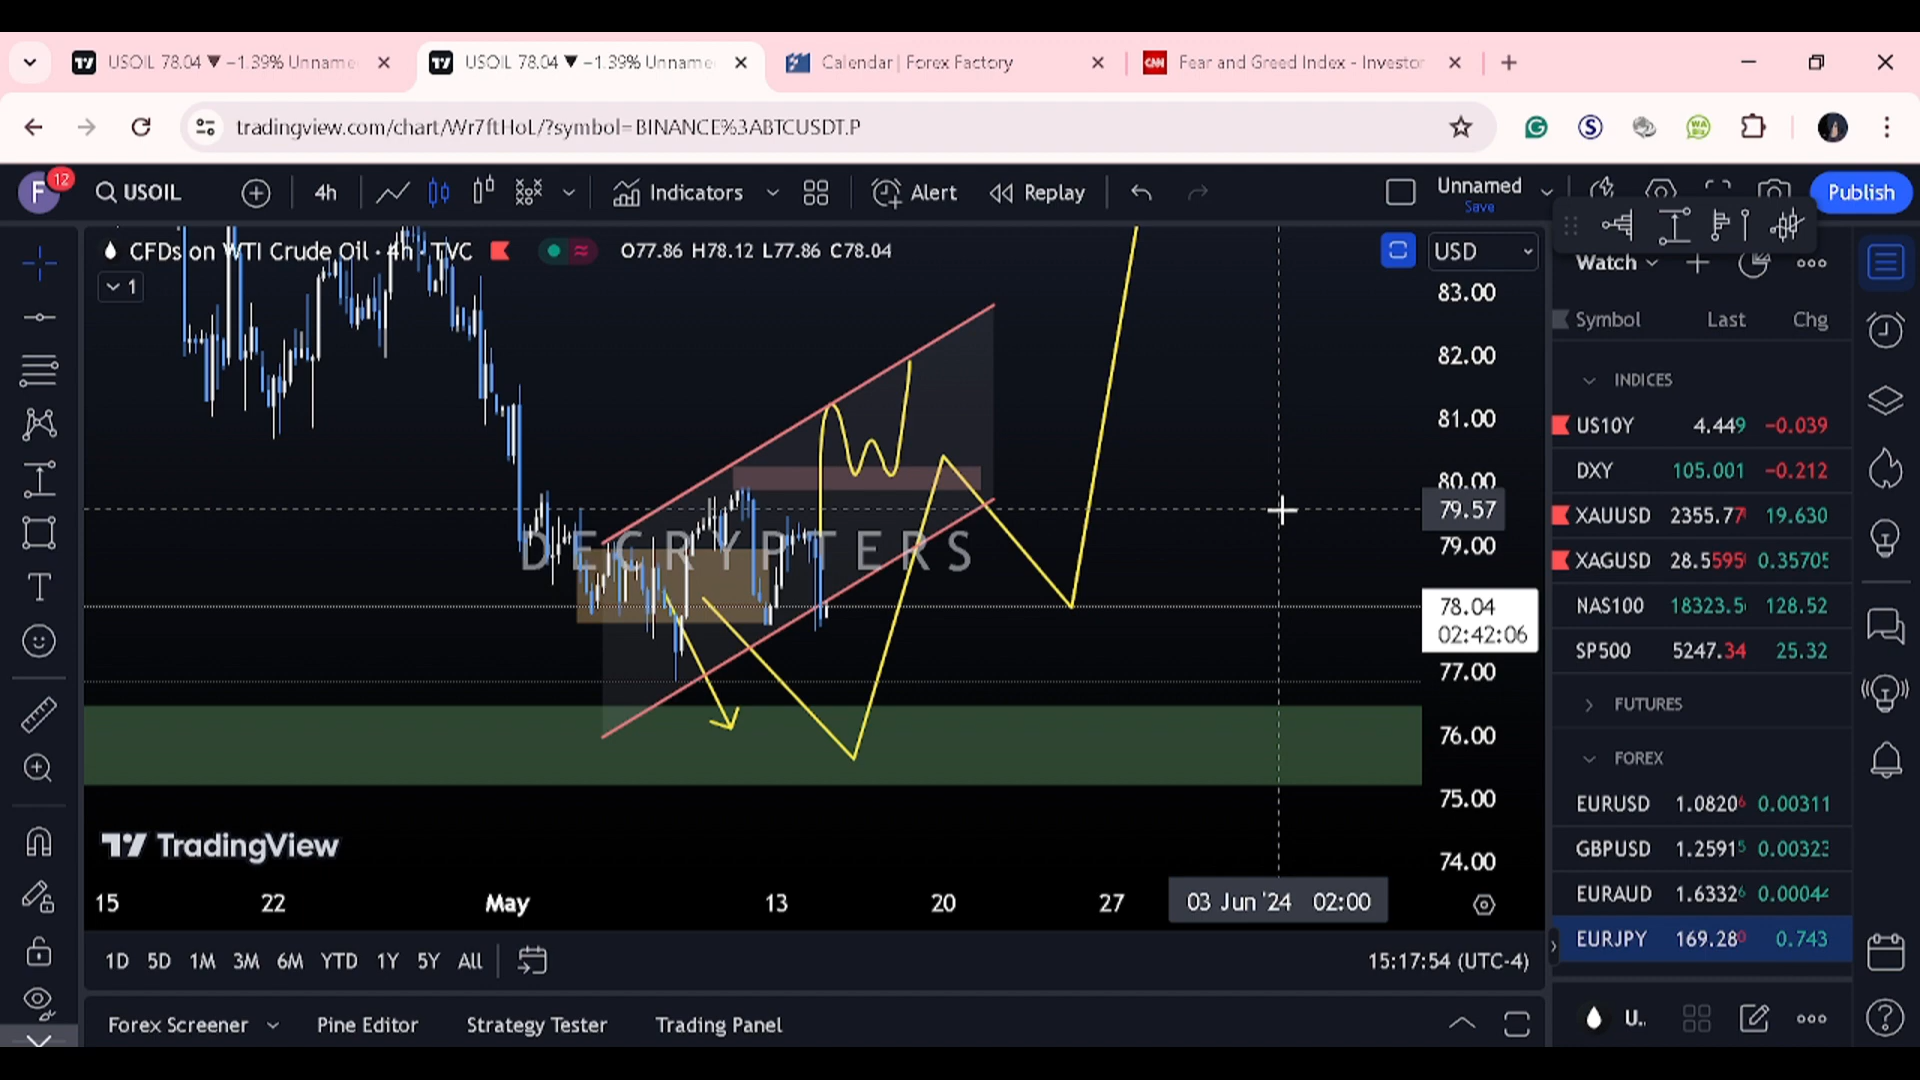 USOIL 78.04 ▼ −1.39% Unname
USOIL 78.04 ▼ −1.39% Unname
Calendar | Forex Factory
CNN
Fear and Greed Index - Investor
tradingview.com/chart/Wr7ftHoL/?symbol=BINANCE%3ABTCUSDT.P
F 12
USOIL
4h
Indicators
Alert
Replay
Unnamed
Save
Publish
CFDs on WTI Crude Oil · 4h · TVC
O77.86 H78.12 L77.86 C78.04
USD
1
83.00
82.00
81.00
80.00
79.57
79.00
78.04
02:42:06
77.00
76.00
75.00
74.00
DECRYPTERS
TradingView
15 22 May 13 20 27 03 Jun '24 02:00
1D 5D 1M 3M 6M YTD 1Y 5Y All
15:17:54 (UTC-4)
Forex Screener Pine Editor Strategy Tester Trading Panel
Watch
Symbol Last Chg
INDICES
US10Y 4.449 −0.039
DXY 105.001 −0.212
XAUUSD 2355.77 19.630
XAGUSD 28.5595 0.35705
NAS100 18323.5 128.52
SP500 5247.34 25.32
FUTURES
FOREX
EURUSD 1.0820⁶ 0.00311
GBPUSD 1.2591⁵ 0.00323
EURAUD 1.6332⁶ 0.00044
EURJPY 169.28⁰ 0.743
U..